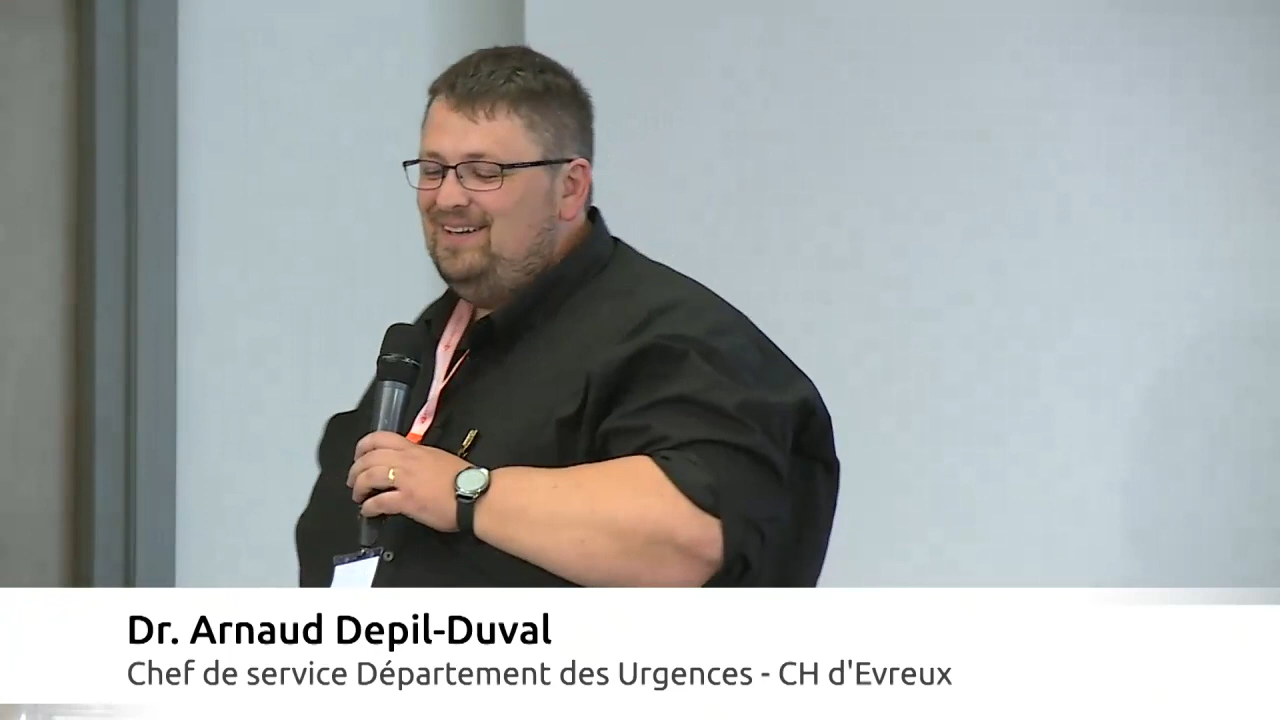 Dr. Arnaud Depil-Duval
Chef de service Département des Urgences - CH d'Evreux